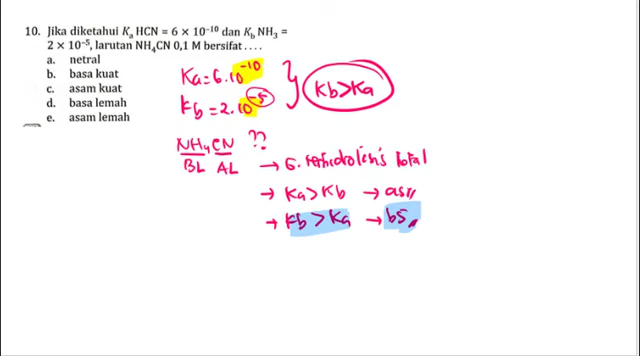 10. Jika diketahui Kₐ HCN = 6 × 10⁻¹⁰ dan K_b NH₃ =
2 × 10⁻⁵, larutan NH₄CN 0,1 M bersifat . . . .
a. netral
b. basa kuat
c. asam kuat
d. basa lemah
e. asam lemah
Ka = 6.10⁻¹⁰
Kb = 2.10⁻⁵
Kb>Ka
NH₄CN ??
BL AL
→ G. total
→ Ka > Kb → as
→ Kb > Ka → bs